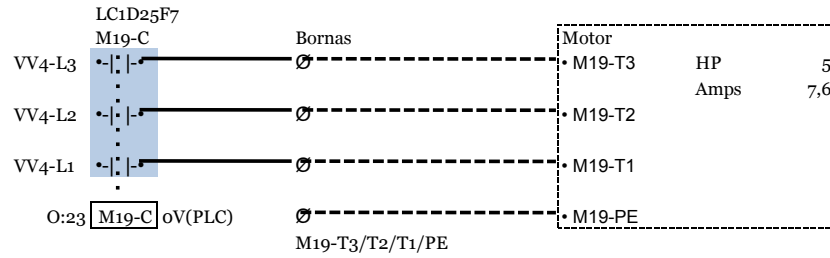 LC1D25F7
M19-C Bornas Motor
VV4-L3 •-| |-• Ø • M19-T3 HP 5
Amps 7,6
VV4-L2 •-| |-• Ø • M19-T2
VV4-L1 •-| |-• Ø • M19-T1
O:23 M19-C 0V(PLC) Ø • M19-PE
M19-T3/T2/T1/PE